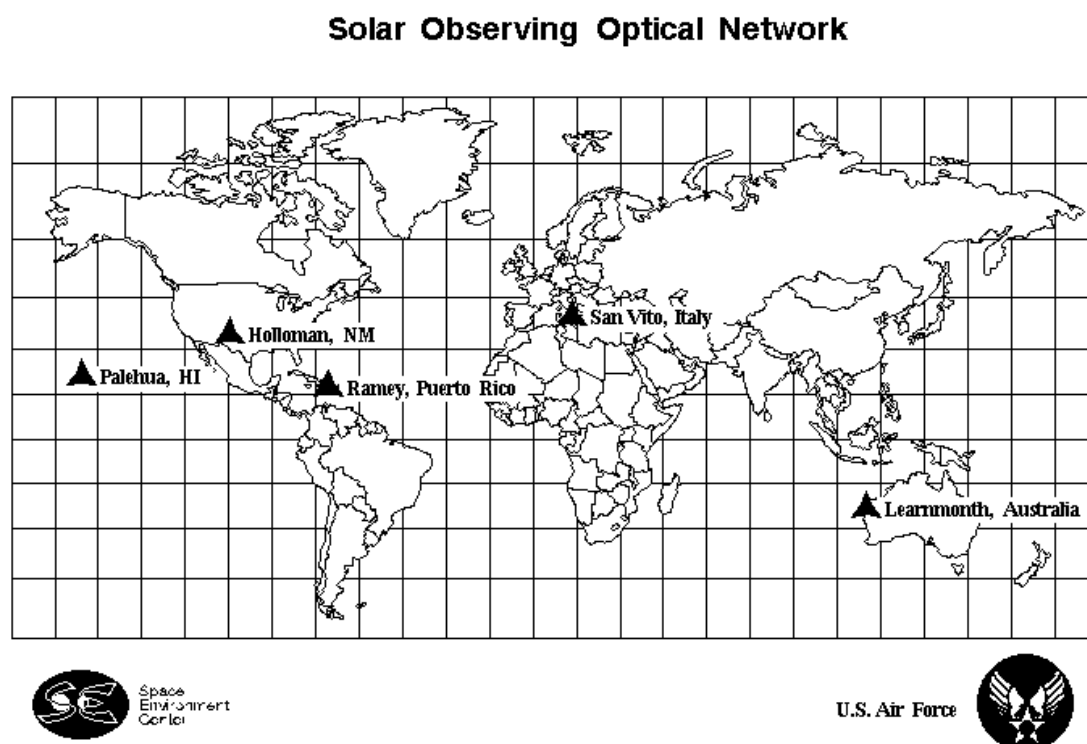 Solar Observing Optical Network
San Vito, Italy
Holloman, NM
Palehua, HI
Ramey, Puerto Rico
Learnmonth, Australia
Space
Environment
Center
U.S. Air Force